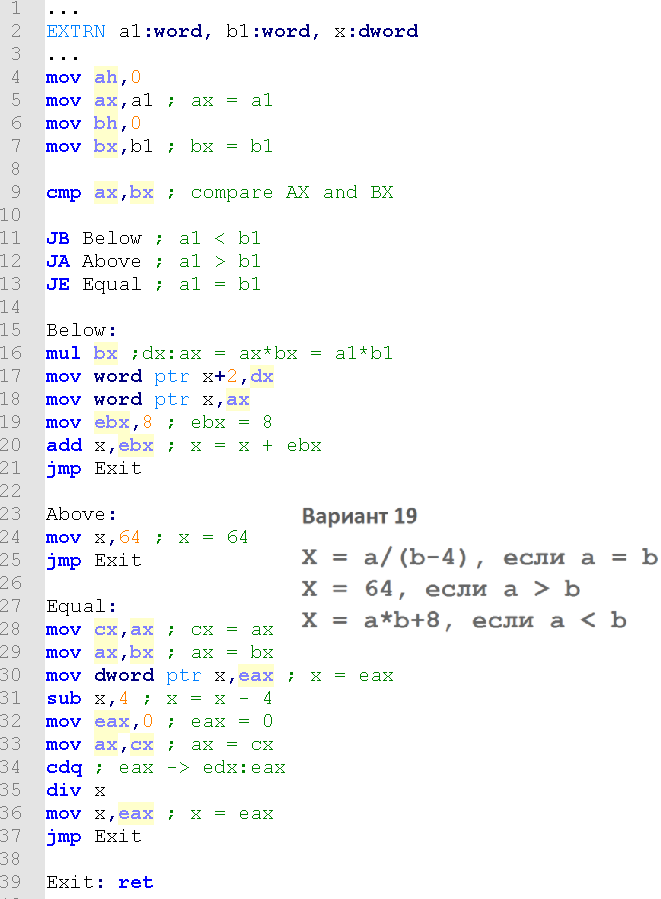 1 ...
2 EXTRN a1:word, b1:word, x:dword
3 ...
4 mov ah,0
5 mov ax,a1 ; ax = a1
6 mov bh,0
7 mov bx,b1 ; bx = b1
8
9 cmp ax,bx ; compare AX and BX
10
11 JB Below ; a1 < b1
12 JA Above ; a1 > b1
13 JE Equal ; a1 = b1
14
15 Below:
16 mul bx ;dx:ax = ax*bx = a1*b1
17 mov word ptr x+2,dx
18 mov word ptr x,ax
19 mov ebx,8 ; ebx = 8
20 add x,ebx ; x = x + ebx
21 jmp Exit
22
23 Above:
24 mov x,64 ; x = 64
25 jmp Exit
26
27 Equal:
28 mov cx,ax ; cx = ax
29 mov ax,bx ; ax = bx
30 mov dword ptr x,eax ; x = eax
31 sub x,4 ; x = x - 4
32 mov eax,0 ; eax = 0
33 mov ax,cx ; ax = cx
34 cdq ; eax -> edx:eax
35 div x
36 mov x,eax ; x = eax
37 jmp Exit
38
39 Exit: ret
Вариант 19
X = a/(b-4), если a = b
X = 64, если a > b
X = a*b+8, если a < b